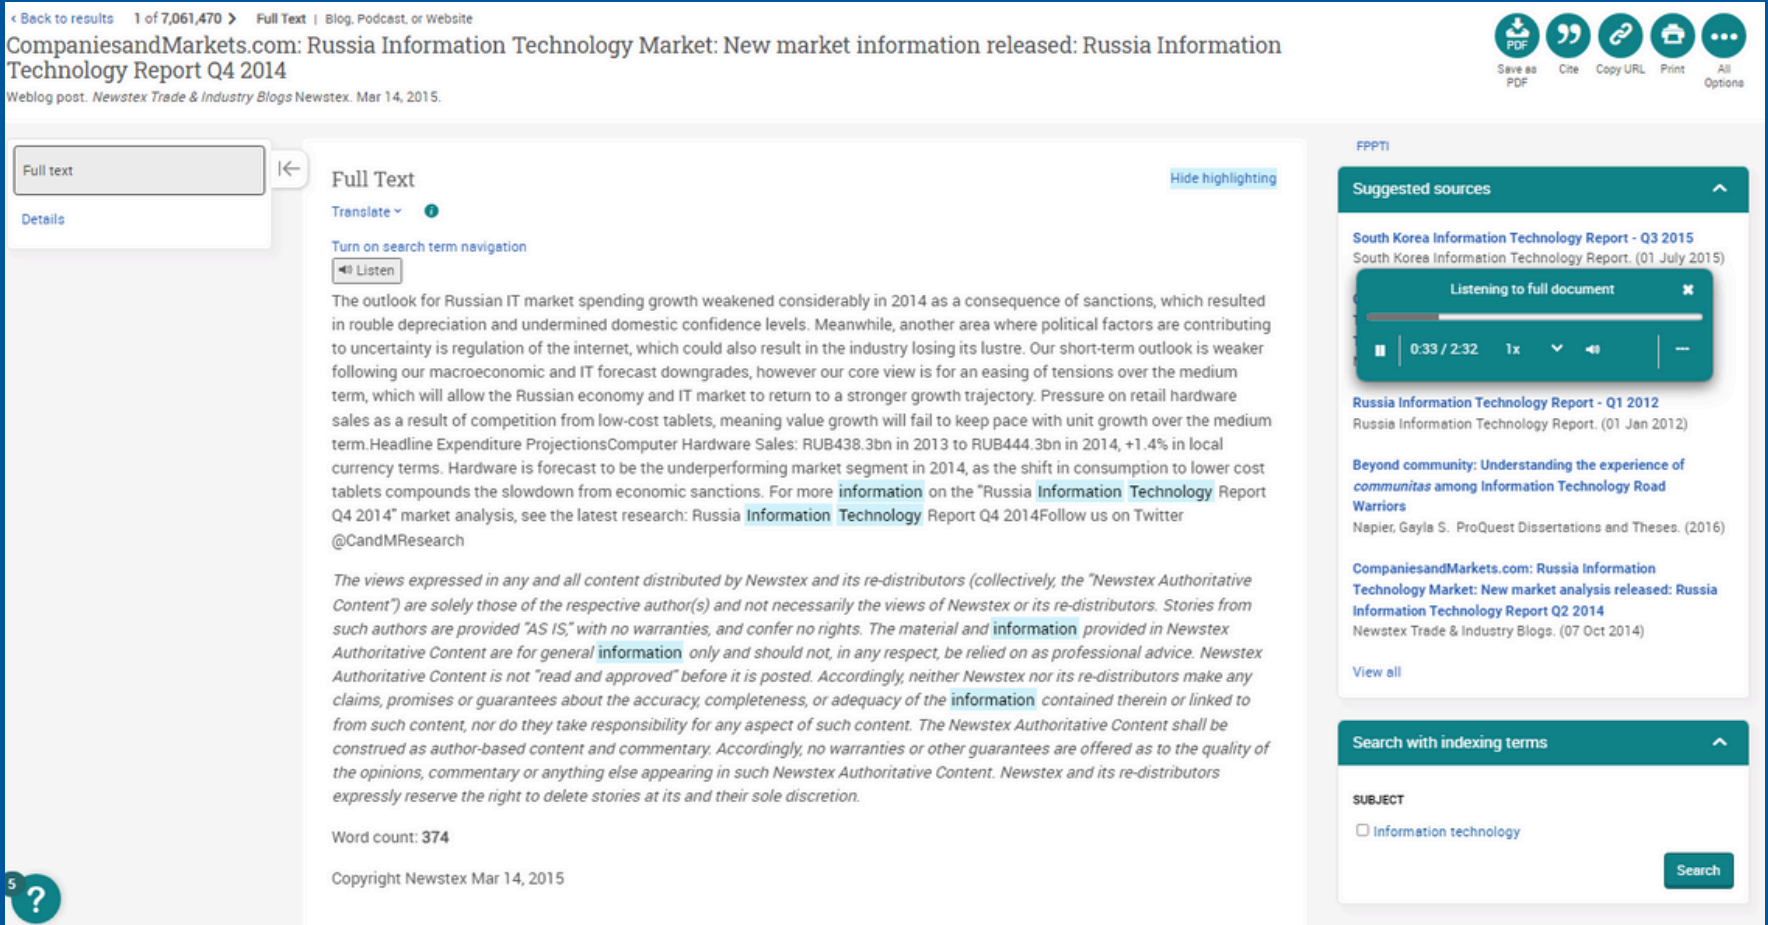 ‹ Back to results 1 of 7,061,470 Full Text | Blog, Podcast, or Website
CompaniesandMarkets.com: Russia Information Technology Market: New market information released: Russia Information
Technology Report Q4 2014
Weblog post. Newstex Trade & Industry Blogs Newstex. Mar 14, 2015.
PDF
Save as
PDF
Cite
Copy URL
Print
All
Options
Full text
Details
Full Text
Hide highlighting
Translate
Turn on search term navigation
Listen
The outlook for Russian IT market spending growth weakened considerably in 2014 as a consequence of sanctions, which resulted
in rouble depreciation and undermined domestic confidence levels. Meanwhile, another area where political factors are contributing
to uncertainty is regulation of the internet, which could also result in the industry losing its lustre. Our short-term outlook is weaker
following our macroeconomic and IT forecast downgrades, however our core view is for an easing of tensions over the medium
term, which will allow the Russian economy and IT market to return to a stronger growth trajectory. Pressure on retail hardware
sales as a result of competition from low-cost tablets, meaning value growth will fail to keep pace with unit growth over the medium
term.Headline Expenditure ProjectionsComputer Hardware Sales: RUB438.3bn in 2013 to RUB444.3bn in 2014, +1.4% in local
currency terms. Hardware is forecast to be the underperforming market segment in 2014, as the shift in consumption to lower cost
tablets compounds the slowdown from economic sanctions. For more information on the "Russia Information Technology Report
Q4 2014" market analysis, see the latest research: Russia Information Technology Report Q4 2014Follow us on Twitter
@CandMResearch
The views expressed in any and all content distributed by Newstex and its re-distributors (collectively, the "Newstex Authoritative
Content") are solely those of the respective author(s) and not necessarily the views of Newstex or its re-distributors. Stories from
such authors are provided "AS IS," with no warranties, and confer no rights. The material and information provided in Newstex
Authoritative Content are for general information only and should not, in any respect, be relied on as professional advice. Newstex
Authoritative Content is not "read and approved" before it is posted. Accordingly, neither Newstex nor its re-distributors make any
claims, promises or guarantees about the accuracy, completeness, or adequacy of the information contained therein or linked to
from such content, nor do they take responsibility for any aspect of such content. The Newstex Authoritative Content shall be
construed as author-based content and commentary. Accordingly, no warranties or other guarantees are offered as to the quality of
the opinions, commentary or anything else appearing in such Newstex Authoritative Content. Newstex and its re-distributors
expressly reserve the right to delete stories at its and their sole discretion.
Word count: 374
Copyright Newstex Mar 14, 2015
FPPTI
Suggested sources
South Korea Information Technology Report - Q3 2015
South Korea Information Technology Report. (01 July 2015)
Listening to full document
0:33 / 2:32 1x
Russia Information Technology Report - Q1 2012
Russia Information Technology Report. (01 Jan 2012)
Beyond community: Understanding the experience of
communitas among Information Technology Road
Warriors
Napier, Gayla S. ProQuest Dissertations and Theses. (2016)
CompaniesandMarkets.com: Russia Information
Technology Market: New market analysis released: Russia
Information Technology Report Q2 2014
Newstex Trade & Industry Blogs. (07 Oct 2014)
View all
Search with indexing terms
SUBJECT
Information technology
Search
5
?